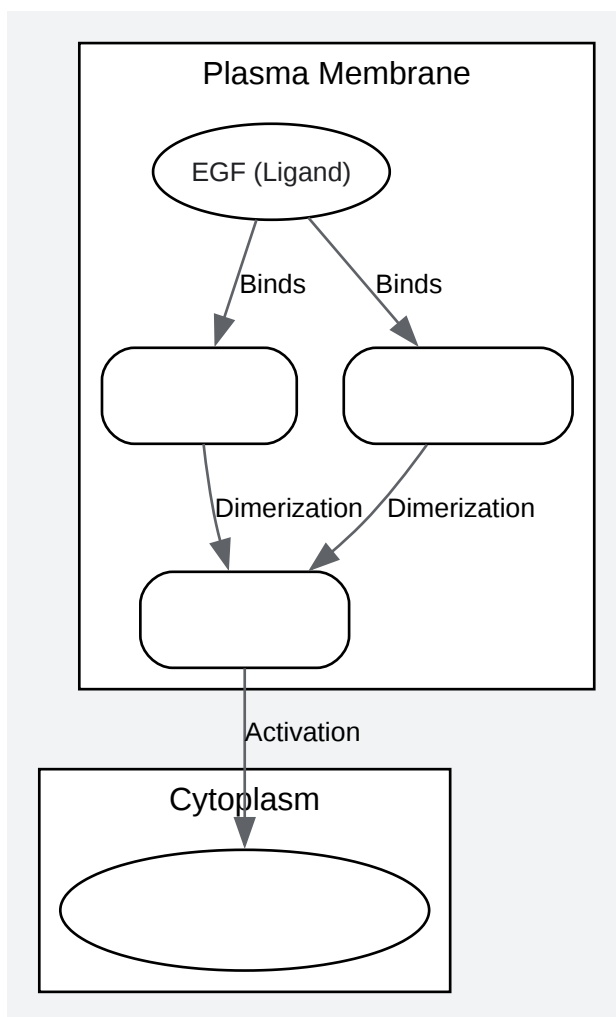 Plasma Membrane
EGF (Ligand)
Binds
Binds
Dimerization
Dimerization
Activation
Cytoplasm